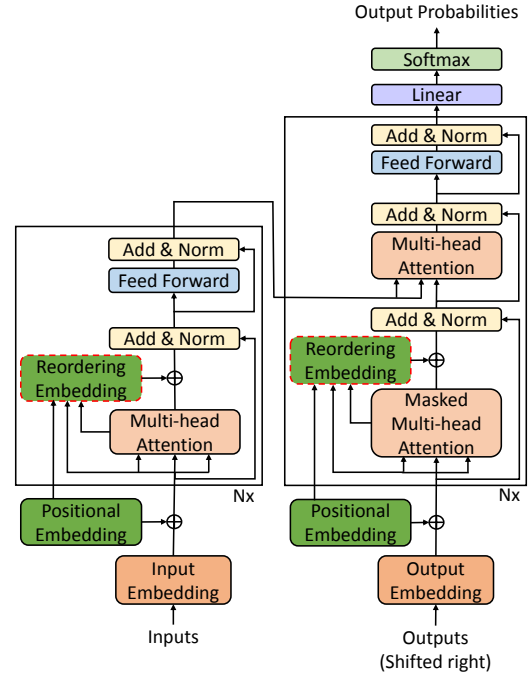 Output Probabilities
Softmax
Linear
Add & Norm
Feed Forward
Add & Norm
Multi-head
Attention
Add & Norm
Reordering
Embedding
Masked
Multi-head
Attention
Nx
Positional
Embedding
Output
Embedding
Outputs
(Shifted right)
Add & Norm
Feed Forward
Add & Norm
Reordering
Embedding
Multi-head
Attention
Nx
Positional
Embedding
Input
Embedding
Inputs